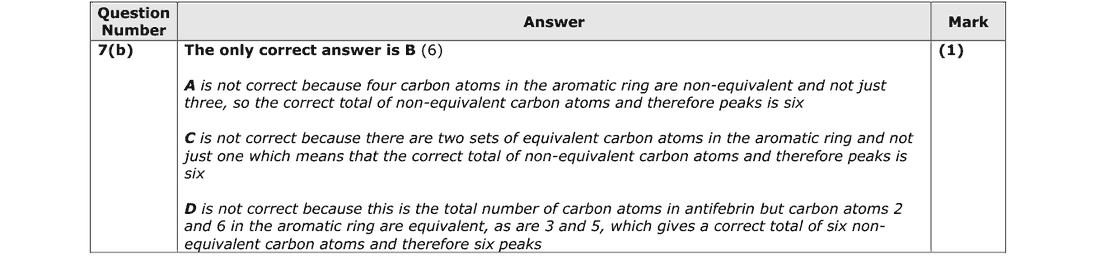 Question Number
Answer
Mark
7(b)
The only correct answer is B (6)
(1)
A is not correct because four carbon atoms in the aromatic ring are non-equivalent and not just
three, so the correct total of non-equivalent carbon atoms and therefore peaks is six
C is not correct because there are two sets of equivalent carbon atoms in the aromatic ring and not
just one which means that the correct total of non-equivalent carbon atoms and therefore peaks is
six
D is not correct because this is the total number of carbon atoms in antifebrin but carbon atoms 2
and 6 in the aromatic ring are equivalent, as are 3 and 5, which gives a correct total of six non-
equivalent carbon atoms and therefore six peaks